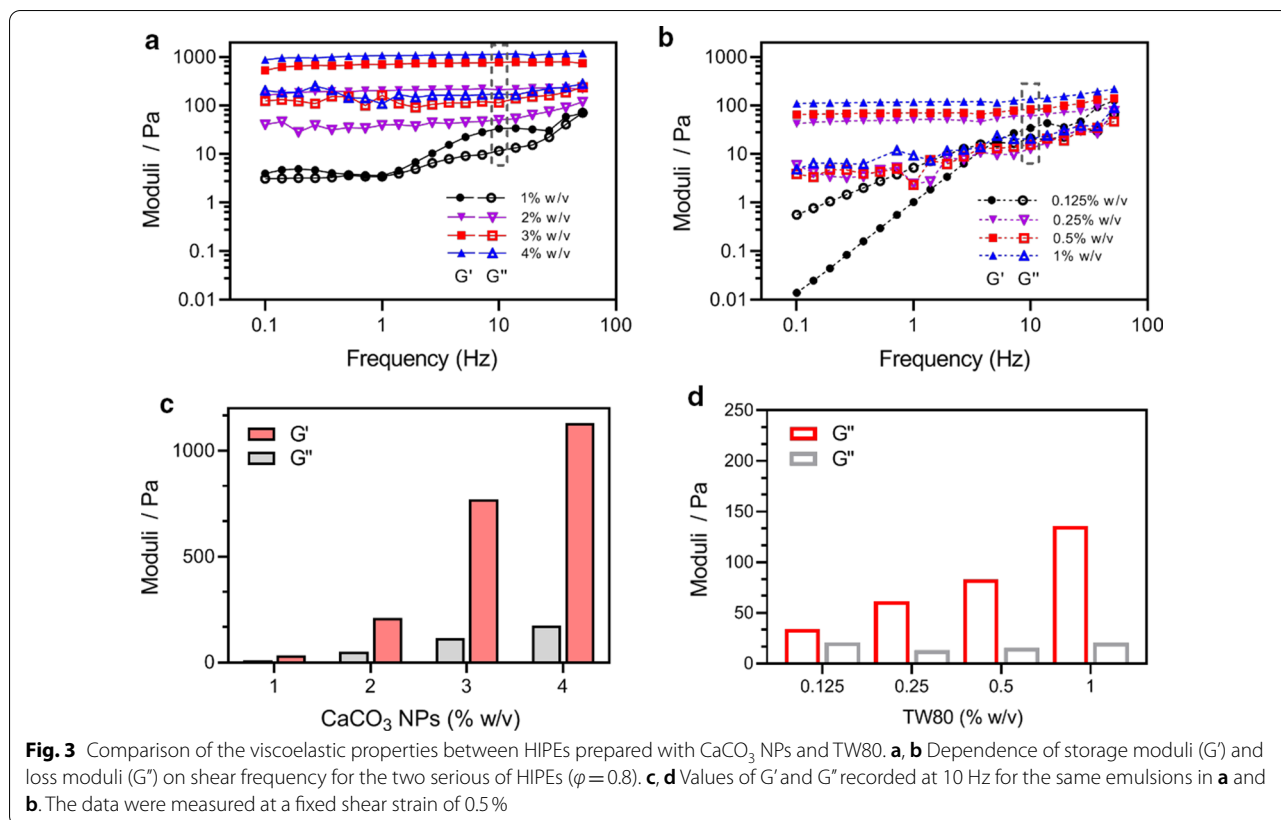 a
1000
100
10
1
0.1
0.01
Moduli / Pa
0.1
1
10
100
Frequency (Hz)
1% w/v
2% w/v
3% w/v
4% w/v
G' G"
b
1000
100
10
1
0.1
0.01
Moduli / Pa
0.1
1
10
100
Frequency (Hz)
0.125% w/v
0.25% w/v
0.5% w/v
1% w/v
G' G"
c
G'
G"
1000
500
0
Moduli / Pa
1
2
3
4
CaCO₃ NPs (% w/v)
d
G"
G"
250
200
150
100
50
0
Moduli / Pa
0.125
0.25
0.5
1
TW80 (% w/v)
Fig. 3 Comparison of the viscoelastic properties between HIPEs prepared with CaCO₃ NPs and TW80. a, b Dependence of storage moduli (G′) and
loss moduli (G″) on shear frequency for the two serious of HIPEs (φ = 0.8). c, d Values of G′ and G″ recorded at 10 Hz for the same emulsions in a and
b. The data were measured at a fixed shear strain of 0.5%